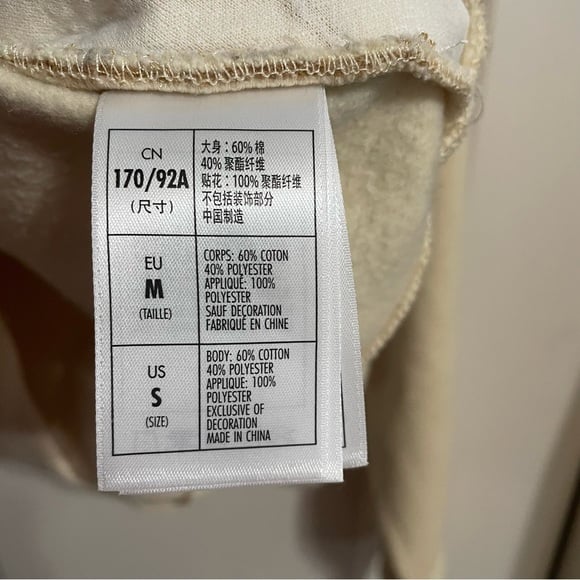 CN
170/92A
(尺寸)
大身:60% 棉
40% 聚酯纤维
贴花:100% 聚酯纤维
不包括装饰部分
中国制造
EU
M
(TAILLE)
CORPS: 60% COTON
40% POLYESTER
APPLIQUÉ: 100%
POLYESTER
SAUF DECORATION
FABRIQUÉ EN CHINE
US
S
(SIZE)
BODY: 60% COTTON
40% POLYESTER
APPLIQUE: 100%
POLYESTER
EXCLUSIVE OF
DECORATION
MADE IN CHINA